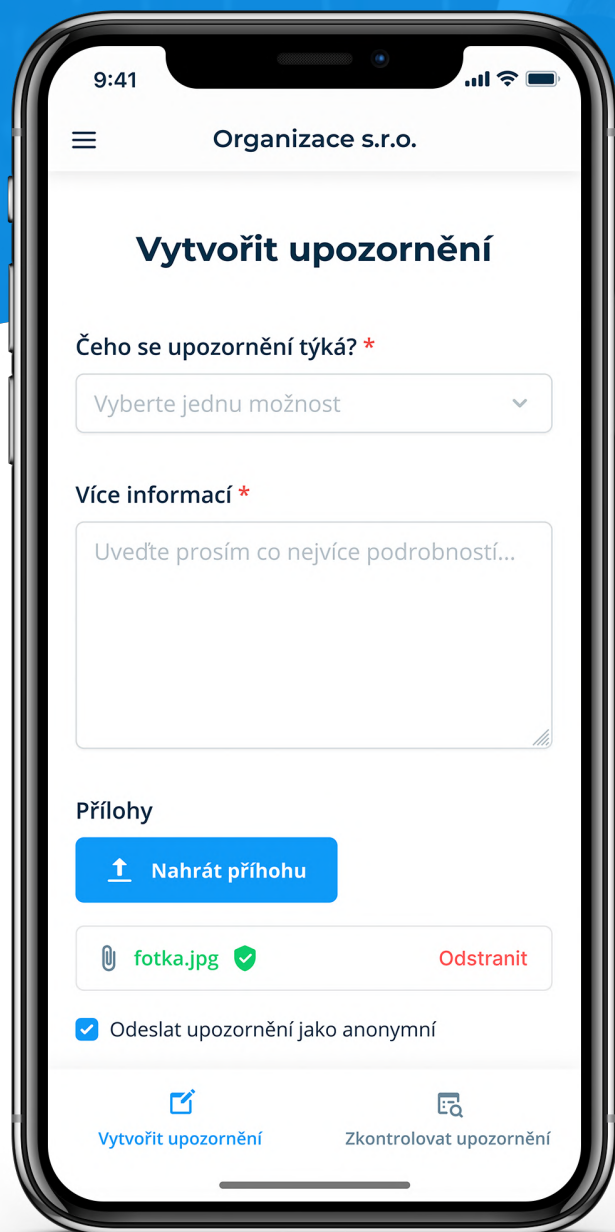 9:41
Organizace s.r.o.
Vytvořit upozornění
Čeho se upozornění týká? *
Vyberte jednu možnost
Více informací *
Uveďte prosím co nejvíce podrobností...
Přílohy
Nahrát příhohu
fotka.jpg
Odstranit
Odeslat upozornění jako anonymní
Vytvořit upozornění
Zkontrolovat upozornění